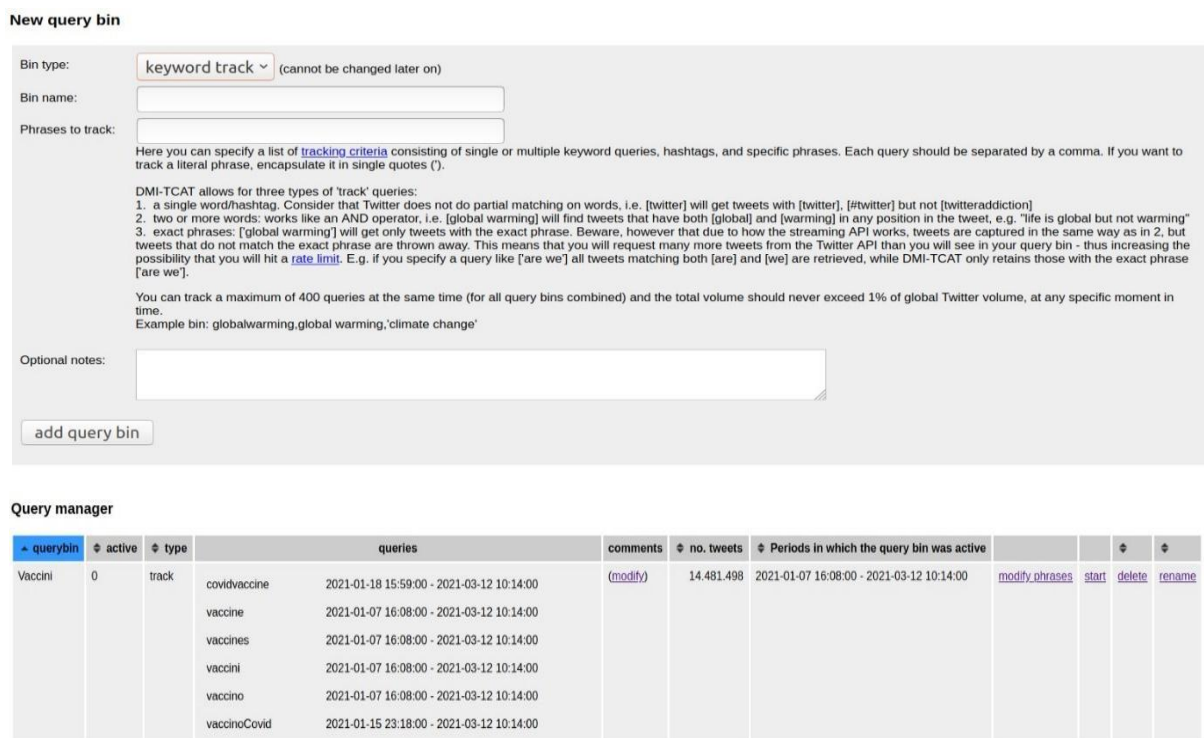 New query bin
Bin type: keyword track (cannot be changed later on)
Bin name:
Phrases to track:
Here you can specify a list of tracking criteria consisting of single or multiple keyword queries, hashtags, and specific phrases. Each query should be separated by a comma. If you want to
track a literal phrase, encapsulate it in single quotes (').
DMI-TCAT allows for three types of 'track' queries:
1. a single word/hashtag. Consider that Twitter does not do partial matching on words, i.e. [twitter] will get tweets with [twitter], [#twitter] but not [twitteraddiction]
2. two or more words: works like an AND operator, i.e. [global warming] will find tweets that have both [global] and [warming] in any position in the tweet, e.g. "life is global but not warming"
3. exact phrases: ['global warming'] will get only tweets with the exact phrase. Beware, however that due to how the streaming API works, tweets are captured in the same way as in 2, but
tweets that do not match the exact phrase are thrown away. This means that you will request many more tweets from the Twitter API than you will see in your query bin - thus increasing the
possibility that you will hit a rate limit. E.g. if you specify a query like ['are we'] all tweets matching both [are] and [we] are retrieved, while DMI-TCAT only retains those with the exact phrase
['are we'].
You can track a maximum of 400 queries at the same time (for all query bins combined) and the total volume should never exceed 1% of global Twitter volume, at any specific moment in
time.
Example bin: globalwarming,global warming,'climate change'
Optional notes:
add query bin
Query manager
querybin active type queries comments no. tweets Periods in which the query bin was active
Vaccini 0 track covidvaccine 2021-01-18 15:59:00 - 2021-03-12 10:14:00 (modify) 14.481.498 2021-01-07 16:08:00 - 2021-03-12 10:14:00 modify phrases start delete rename
vaccine 2021-01-07 16:08:00 - 2021-03-12 10:14:00
vaccines 2021-01-07 16:08:00 - 2021-03-12 10:14:00
vaccini 2021-01-07 16:08:00 - 2021-03-12 10:14:00
vaccino 2021-01-07 16:08:00 - 2021-03-12 10:14:00
vaccinoCovid 2021-01-15 23:18:00 - 2021-03-12 10:14:00